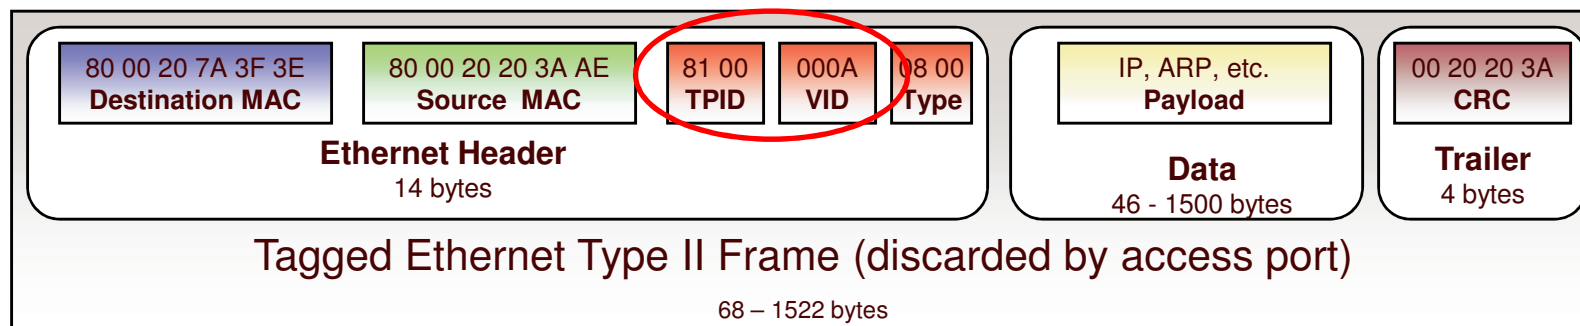 80 00 20 7A 3F 3E
Destination MAC
80 00 20 20 3A AE
Source MAC
81 00
TPID
000A
VID
08 00
Type
Ethernet Header
14 bytes
IP, ARP, etc.
Payload
Data
46 - 1500 bytes
00 20 20 3A
CRC
Trailer
4 bytes
Tagged Ethernet Type II Frame (discarded by access port)
68 – 1522 bytes